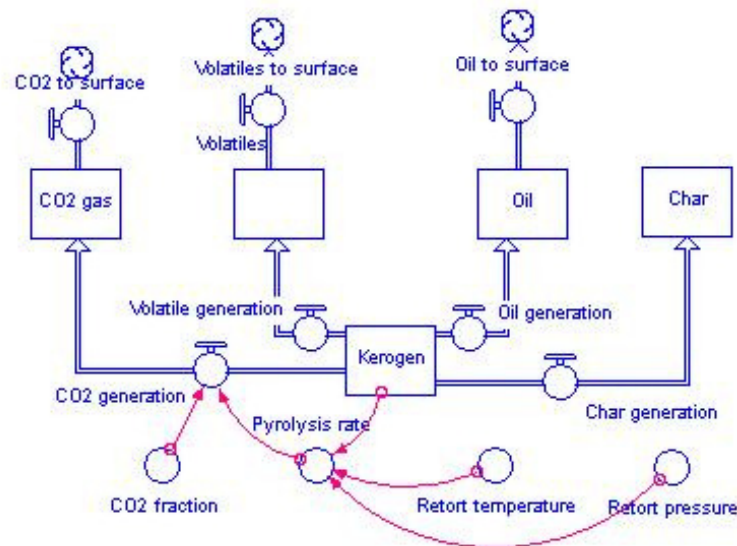 CO2 to surface
Volatiles to surface
Oil to surface
Volatiles
CO2 gas
Oil
Char
Volatile generation
Oil generation
Kerogen
CO2 generation
Pyrolysis rate
Char generation
CO2 fraction
Retort temperature
Retort pressure